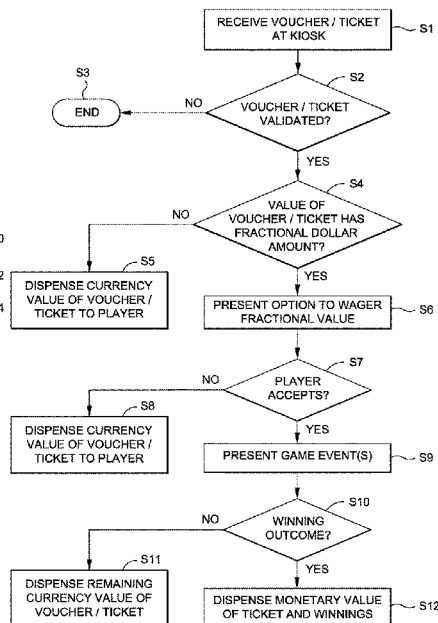 RECEIVE VOUCHER / TICKET
AT KIOSK
S1
S3
END
NO
S2
VOUCHER / TICKET
VALIDATED?
YES
S4
NO
VALUE OF
VOUCHER / TICKET HAS
FRACTIONAL DOLLAR
AMOUNT?
YES
S5
DISPENSE CURRENCY
VALUE OF VOUCHER /
TICKET TO PLAYER
PRESENT OPTION TO WAGER
FRACTIONAL VALUE
S6
S7
NO
PLAYER
ACCEPTS?
YES
S8
DISPENSE CURRENCY
VALUE OF VOUCHER /
TICKET TO PLAYER
PRESENT GAME EVENT(S)
S9
S10
NO
WINNING
OUTCOME?
YES
S11
DISPENSE REMAINING
CURRENCY VALUE OF
VOUCHER / TICKET
DISPENSE MONETARY VALUE
OF TICKET AND WINNINGS
S12